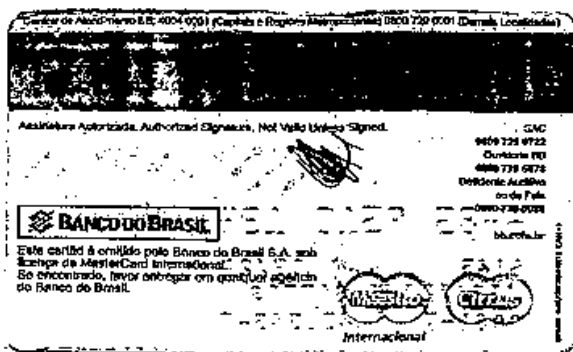 Central de Atendimento BB: 4004 0001 (Capitais e Regiões Metropolitanas) 0800 729 0001 (Demais Localidades)
Assinatura Autorizada. Authorized Signature, Not Valid Unless Signed.
SAC
0800 729 0722
Ouvidoria BB
0800 729 5678
Deficiente Auditivo
ou de Fala
0800 729 0088
bb.com.br
BANCO DO BRASIL
Este cartão é emitido pelo Banco do Brasil S.A. sob
licença da MasterCard International.
Se encontrado, favor entregar em qualquer agência
do Banco do Brasil.
Maestro
Cirrus
Internacional